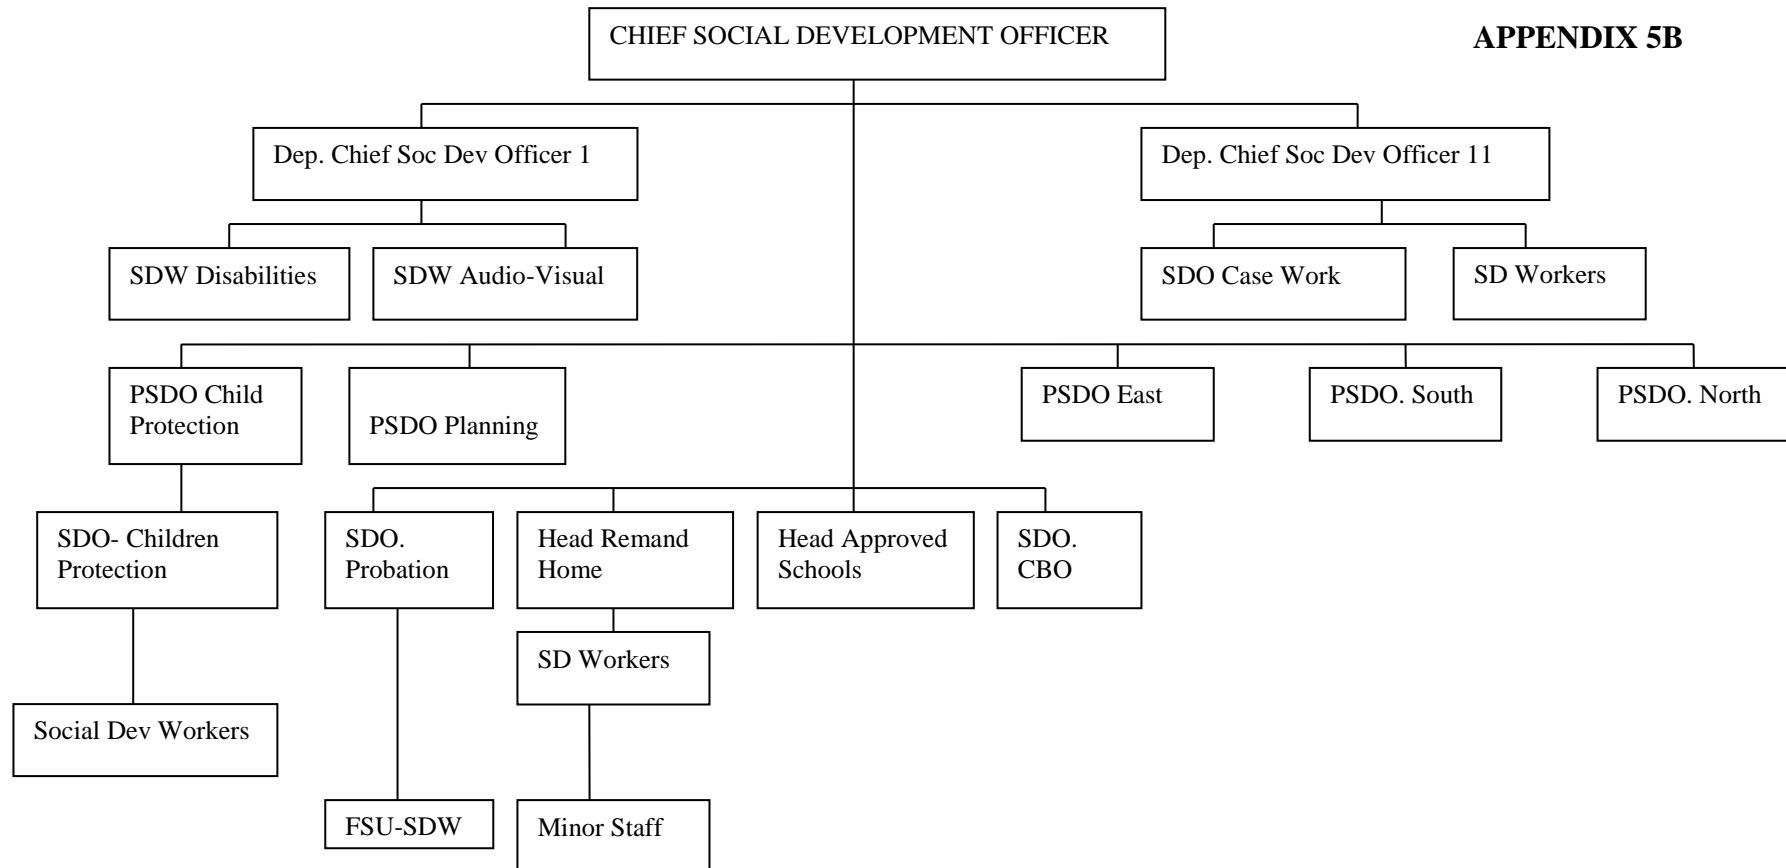 CHIEF SOCIAL DEVELOPMENT OFFICER
APPENDIX 5B
Dep. Chief Soc Dev Officer 1
Dep. Chief Soc Dev Officer 11
SDW Disabilities
SDW Audio-Visual
SDO Case Work
SD Workers
PSDO Child
Protection
PSDO Planning
PSDO East
PSDO. South
PSDO. North
SDO- Children
Protection
SDO.
Probation
Head Remand
Home
Head Approved
Schools
SDO.
CBO
SD Workers
Social Dev Workers
FSU-SDW
Minor Staff